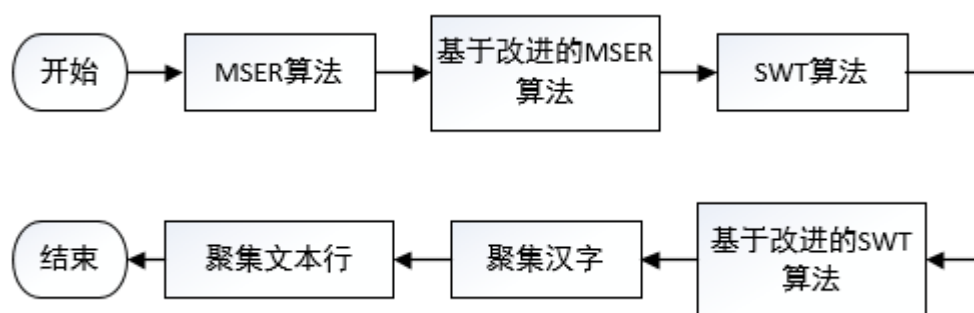 开始
MSER算法
基于改进的MSER
算法
SWT算法
基于改进的SWT
算法
聚集汉字
聚集文本行
结束